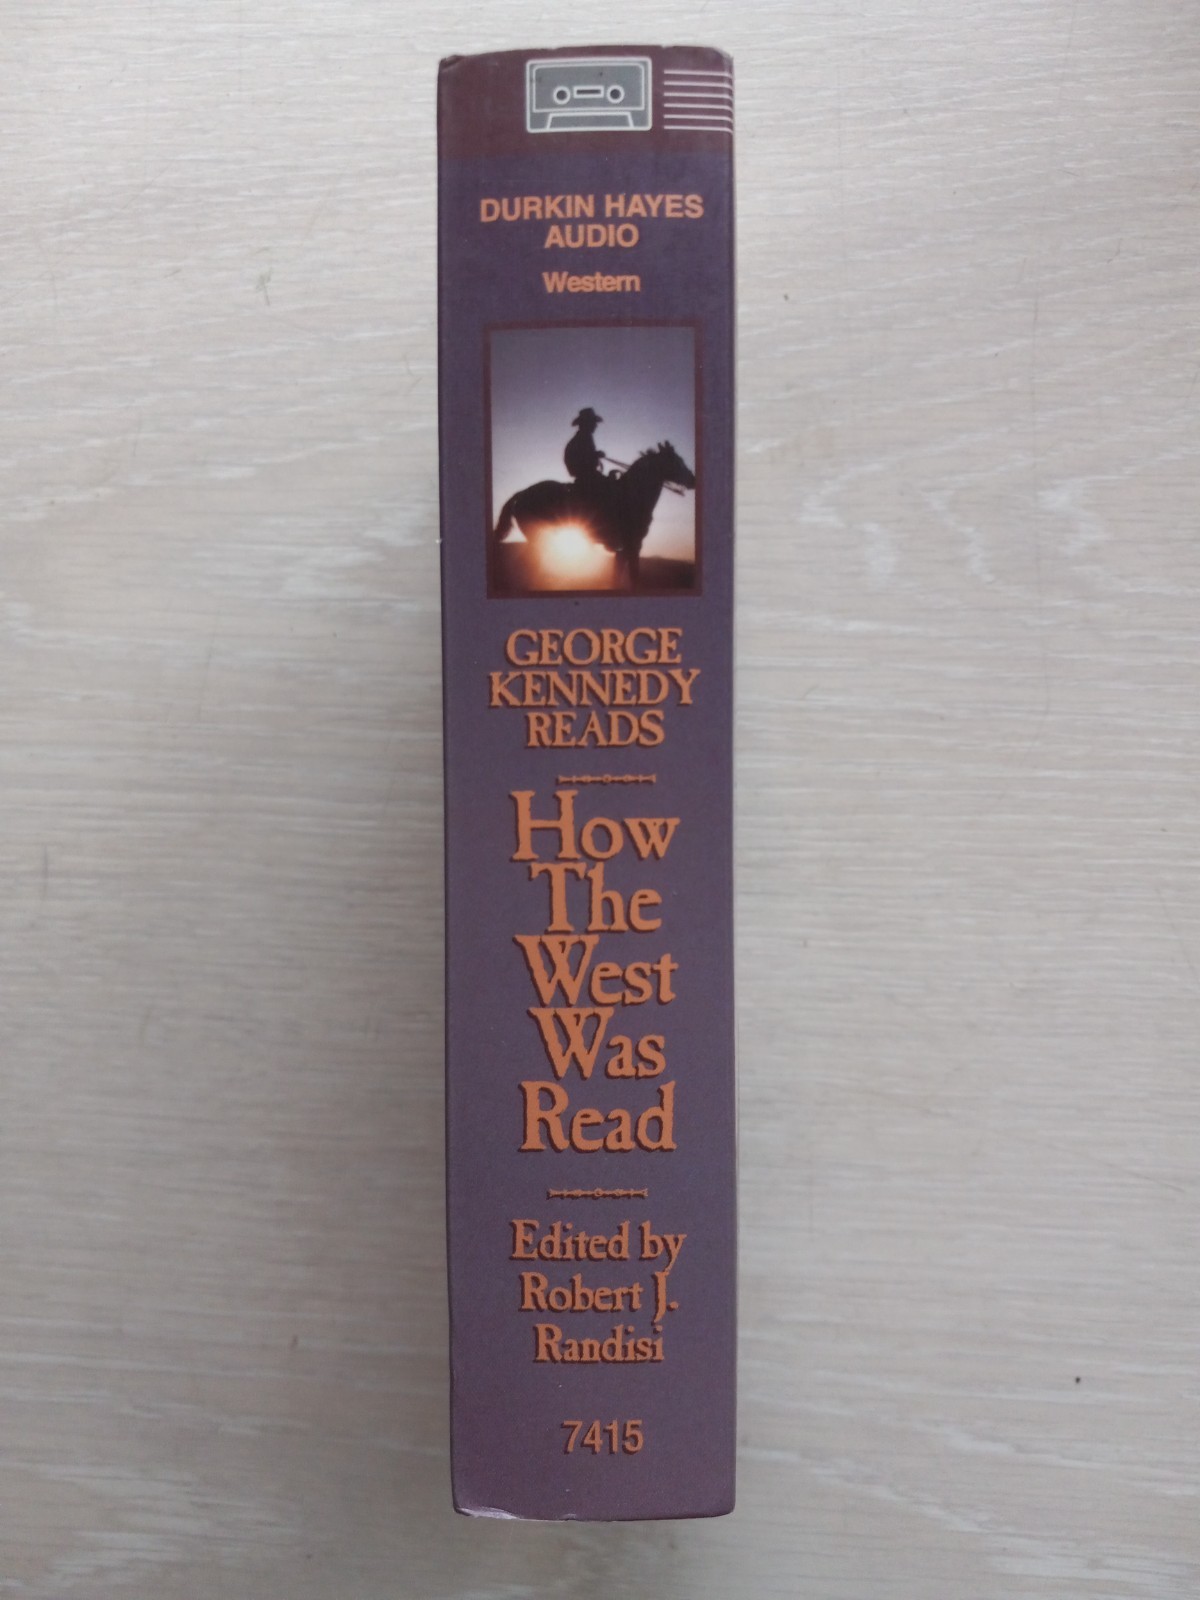 DURKIN HAYES
AUDIO
Western
GEORGE
KENNEDY
READS
How
The
West
Was
Read
Edited by
Robert J.
Randisi
7415